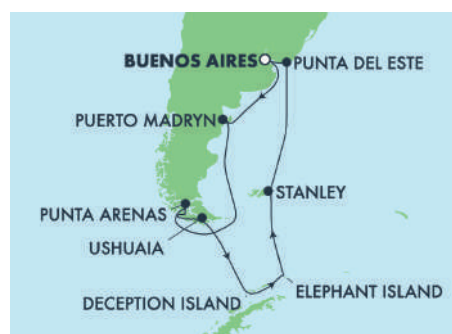 BUENOS AIRES
PUNTA DEL ESTE
PUERTO MADRYN
STANLEY
PUNTA ARENAS
USHUAIA
ELEPHANT ISLAND
DECEPTION ISLAND